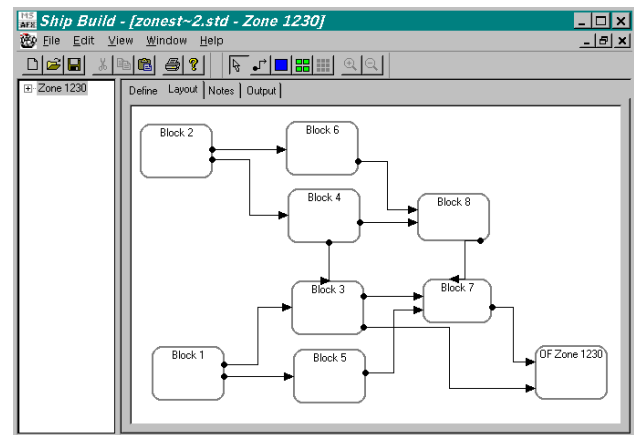 Ship Build - [zonest~2.std - Zone 1230]
File Edit View Window Help
Zone 1230
Define Layout Notes Output
Block 2
Block 6
Block 4
Block 8
Block 3
Block 7
Block 1
Block 5
OF Zone 1230